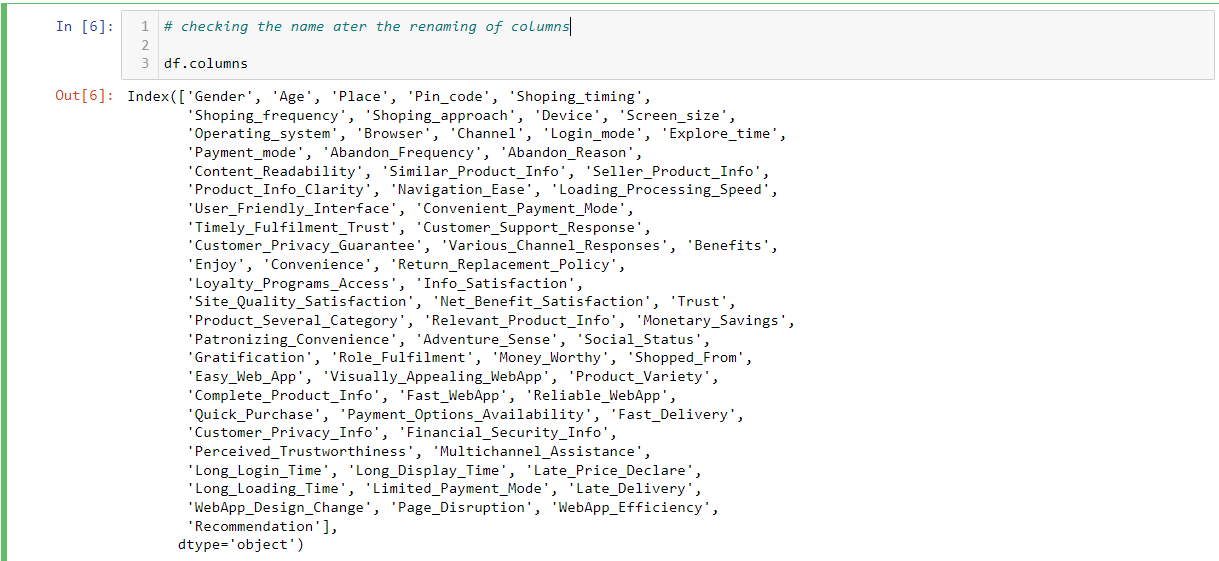 In [6]: 1 # checking the name ater the renaming of columns
2
3 df.columns
Out[6]: Index(['Gender', 'Age', 'Place', 'Pin_code', 'Shoping_timing',
'Shoping_frequency', 'Shoping_approach', 'Device', 'Screen_size',
'Operating_system', 'Browser', 'Channel', 'Login_mode', 'Explore_time',
'Payment_mode', 'Abandon_Frequency', 'Abandon_Reason',
'Content_Readability', 'Similar_Product_Info', 'Seller_Product_Info',
'Product_Info_Clarity', 'Navigation_Ease', 'Loading_Processing_Speed',
'User_Friendly_Interface', 'Convenient_Payment_Mode',
'Timely_Fulfilment_Trust', 'Customer_Support_Response',
'Customer_Privacy_Guarantee', 'Various_Channel_Responses', 'Benefits',
'Enjoy', 'Convenience', 'Return_Replacement_Policy',
'Loyalty_Programs_Access', 'Info_Satisfaction',
'Site_Quality_Satisfaction', 'Net_Benefit_Satisfaction', 'Trust',
'Product_Several_Category', 'Relevant_Product_Info', 'Monetary_Savings',
'Patronizing_Convenience', 'Adventure_Sense', 'Social_Status',
'Gratification', 'Role_Fulfilment', 'Money_Worthy', 'Shopped_From',
'Easy_Web_App', 'Visually_Appealing_WebApp', 'Product_Variety',
'Complete_Product_Info', 'Fast_WebApp', 'Reliable_WebApp',
'Quick_Purchase', 'Payment_Options_Availability', 'Fast_Delivery',
'Customer_Privacy_Info', 'Financial_Security_Info',
'Perceived_Trustworthiness', 'Multichannel_Assistance',
'Long_Login_Time', 'Long_Display_Time', 'Late_Price_Declare',
'Long_Loading_Time', 'Limited_Payment_Mode', 'Late_Delivery',
'WebApp_Design_Change', 'Page_Disruption', 'WebApp_Efficiency',
'Recommendation'],
dtype='object')